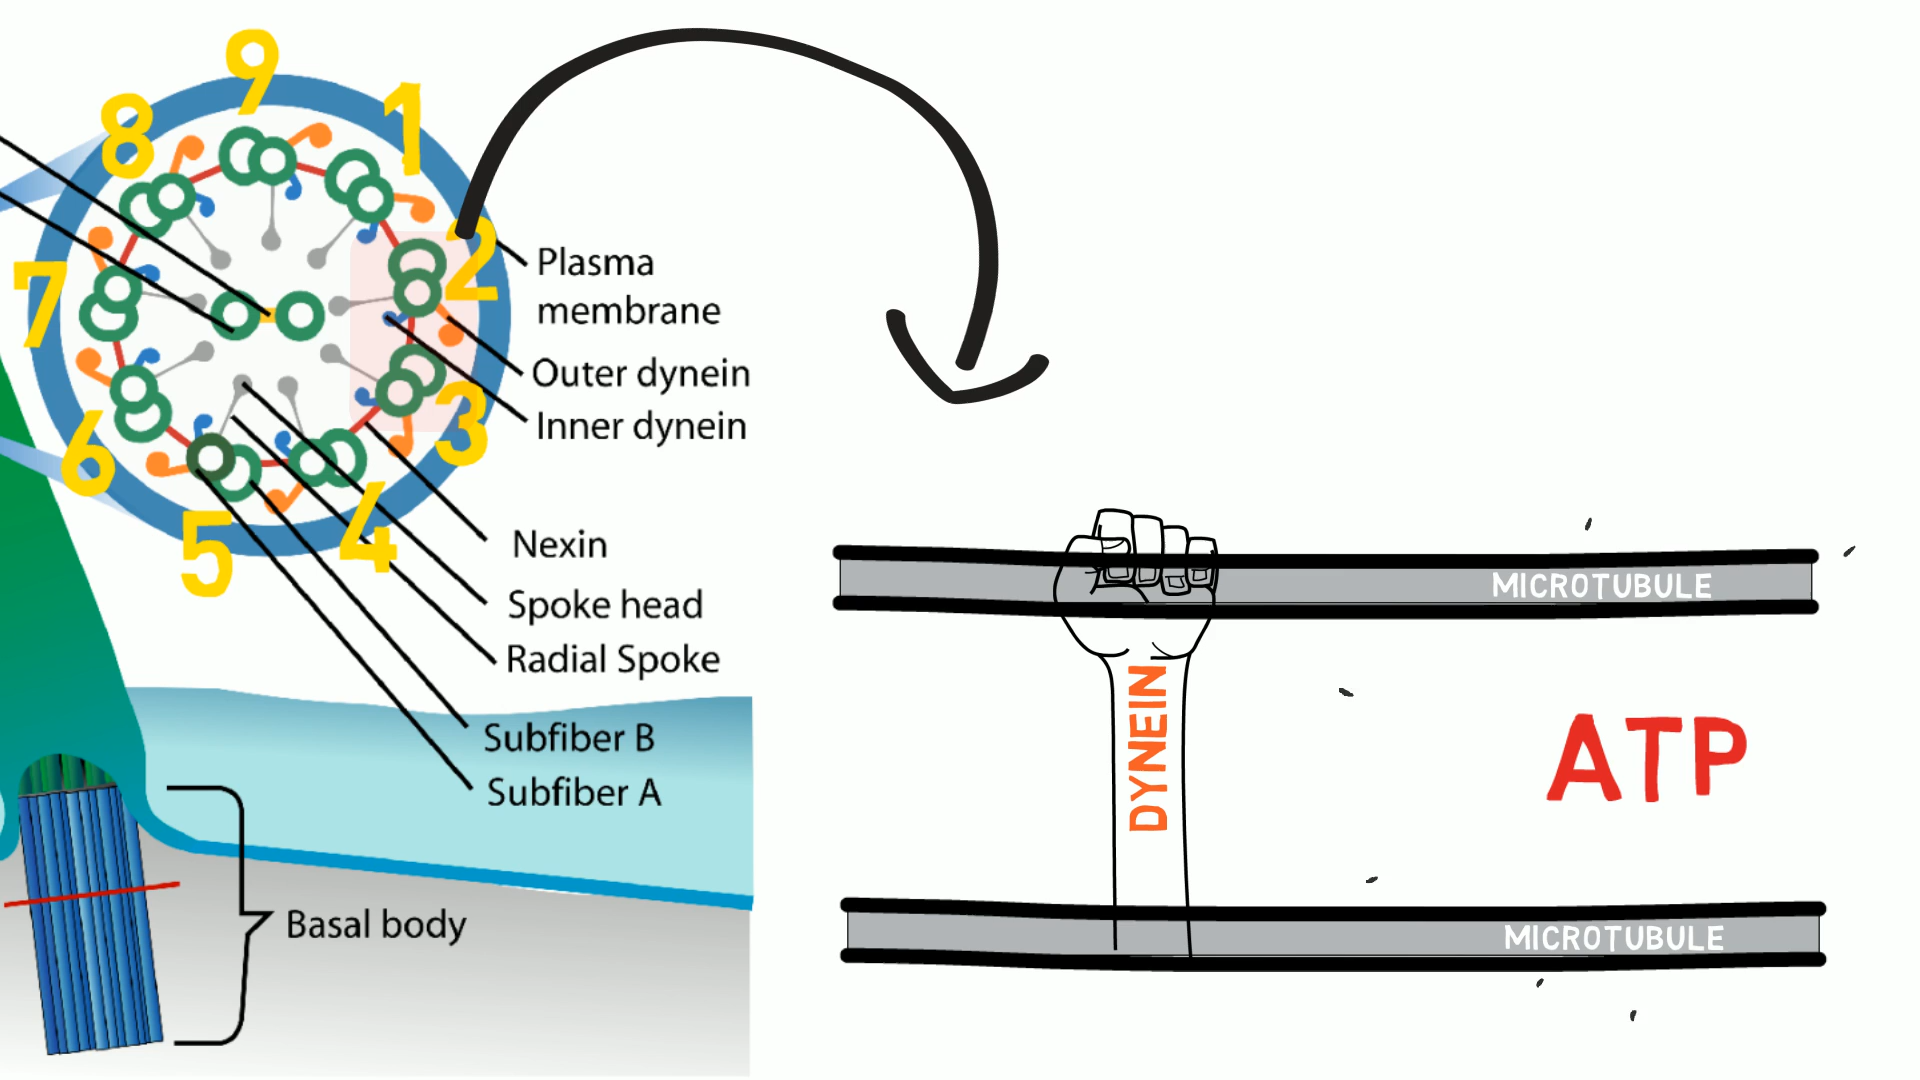 9
8
1
7
2
6
3
5
4
Plasma
membrane
Outer dynein
Inner dynein
Nexin
Spoke head
Radial Spoke
Subfiber B
Subfiber A
Basal body
MICROTUBULE
DYNEIN
ATP
MICROTUBULE